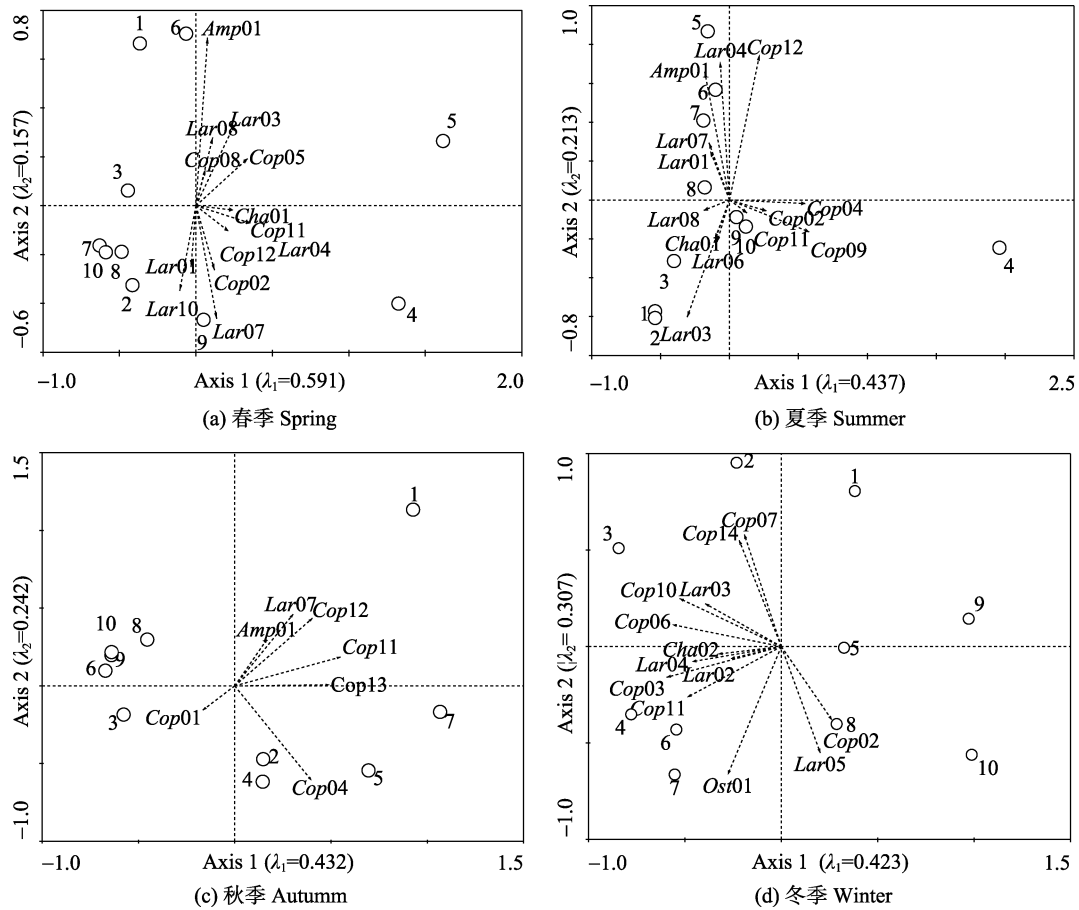 0.8
Axis 2 (λ2=0.157)
−0.6
1
6
Amp01
Lar08
Lar03
5
Cop08
Cop05
3
Cha01
Cop11
7
10
8
Lar01
Cop12
Lar04
Cop02
2
Lar10
9
Lar07
4
−1.0
Axis 1 (λ1=0.591)
2.0
(a) 春季 Spring
1.0
Axis 2 (λ2=0.213)
−0.8
5
Lar04
Cop12
Amp01
6
7
Lar07
Lar01
8
Lar08
Cop04
Cop02
Cha01
9
10
Cop11
Cop09
Lar06
4
3
1
2
Lar03
−1.0
Axis 1 (λ1=0.437)
2.5
(b) 夏季 Summer
1.5
Axis 2 (λ2=0.242)
−1.0
1
Lar07
Cop12
10
8
Amp01
Cop11
6
9
Cop13
3
Cop01
7
2
4
Cop04
5
−1.0
Axis 1 (λ1=0.432)
1.5
(c) 秋季 Autumm
1.0
Axis 2 (|λ2= 0.307)
−1.0
2
1
Cop07
3
Cop14
Cop10
Lar03
9
Cop06
Cha02
5
Lar04
Lar02
Cop03
Cop11
4
6
8
Cop02
Lar05
7
Ost01
10
−1.0
Axis 1 (λ1=0.423)
1.5
(d) 冬季 Winter